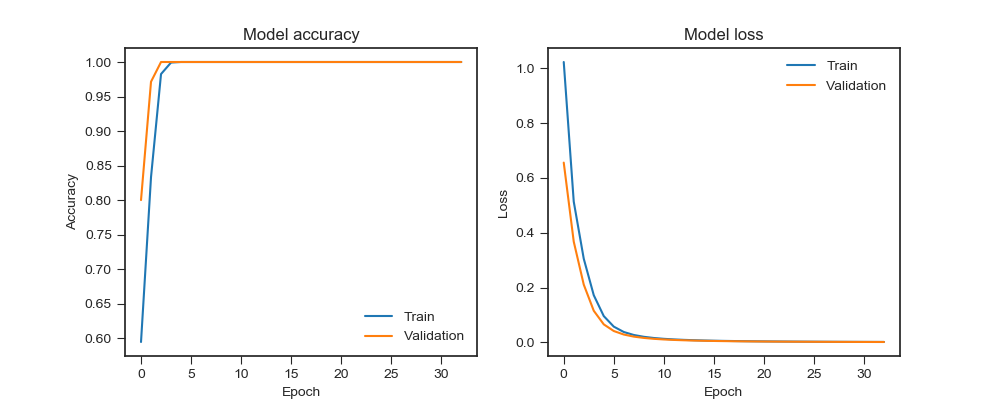 Model accuracy
1.00
0.95
0.90
0.85
0.80
0.75
0.70
0.65
0.60
Accuracy
0 5 10 15 20 25 30
Epoch
Train
Validation
Model loss
1.0
0.8
0.6
0.4
0.2
0.0
Loss
0 5 10 15 20 25 30
Epoch
Train
Validation